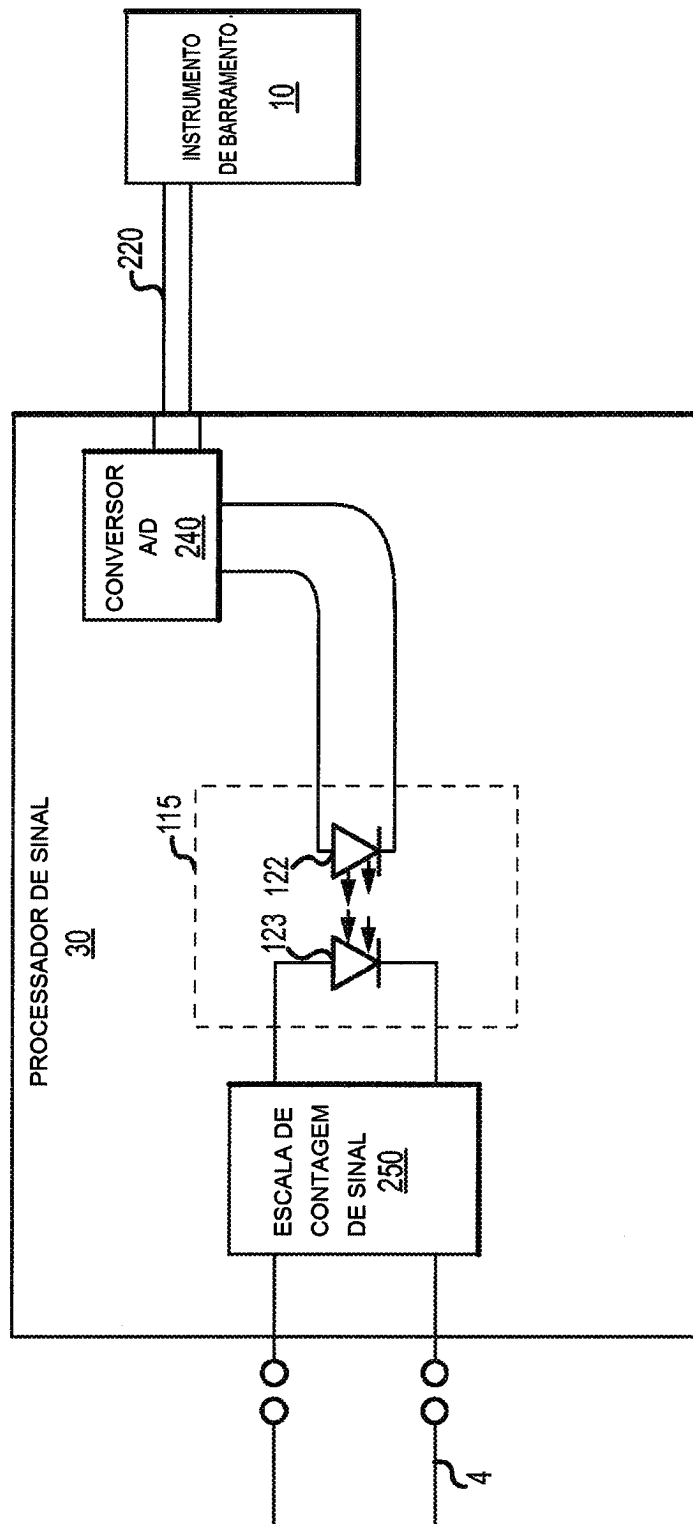 PROCESSADOR DE SINAL
30
ESCALA DE
CONTAGEM
DE SINAL
250
115
123
122
CONVERSOR
A/D
240
220
INSTRUMENTO
DE BARRAMENTO
10
4